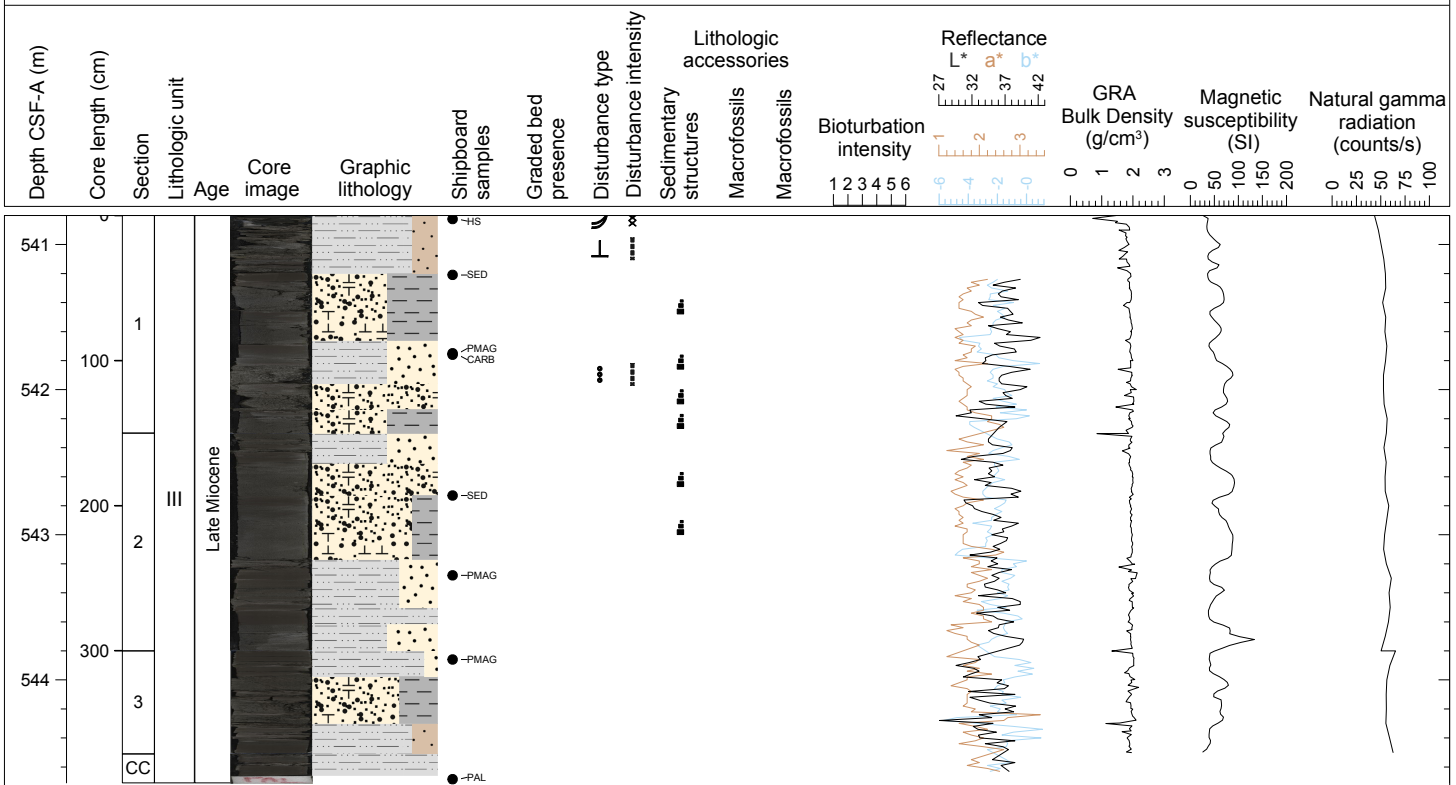 Depth CSF-A (m)
Core length (cm)
Section
Lithologic unit
Age
Core
image
Graphic
lithology
Shipboard
samples
Graded bed
presence
Disturbance type
Disturbance intensity
Lithologic
accessories
Sedimentary
structures
Macrofossils
Macrofossils
Bioturbation
intensity
1 2 3 4 5 6
Reflectance
L* a* b*
27 32 37 42
1 2 3
-6 -4 -2 -0
GRA
Bulk Density
(g/cm³)
0 1 2 3
Magnetic
susceptibility
(SI)
0 50 100 150 200
Natural gamma
radiation
(counts/s)
0 50 100
0
HS
541
SED
1
PMAG
100
CARB
542
III
Late Miocene
SED
200
543
2
PMAG
300
PMAG
544
3
CC
PAL